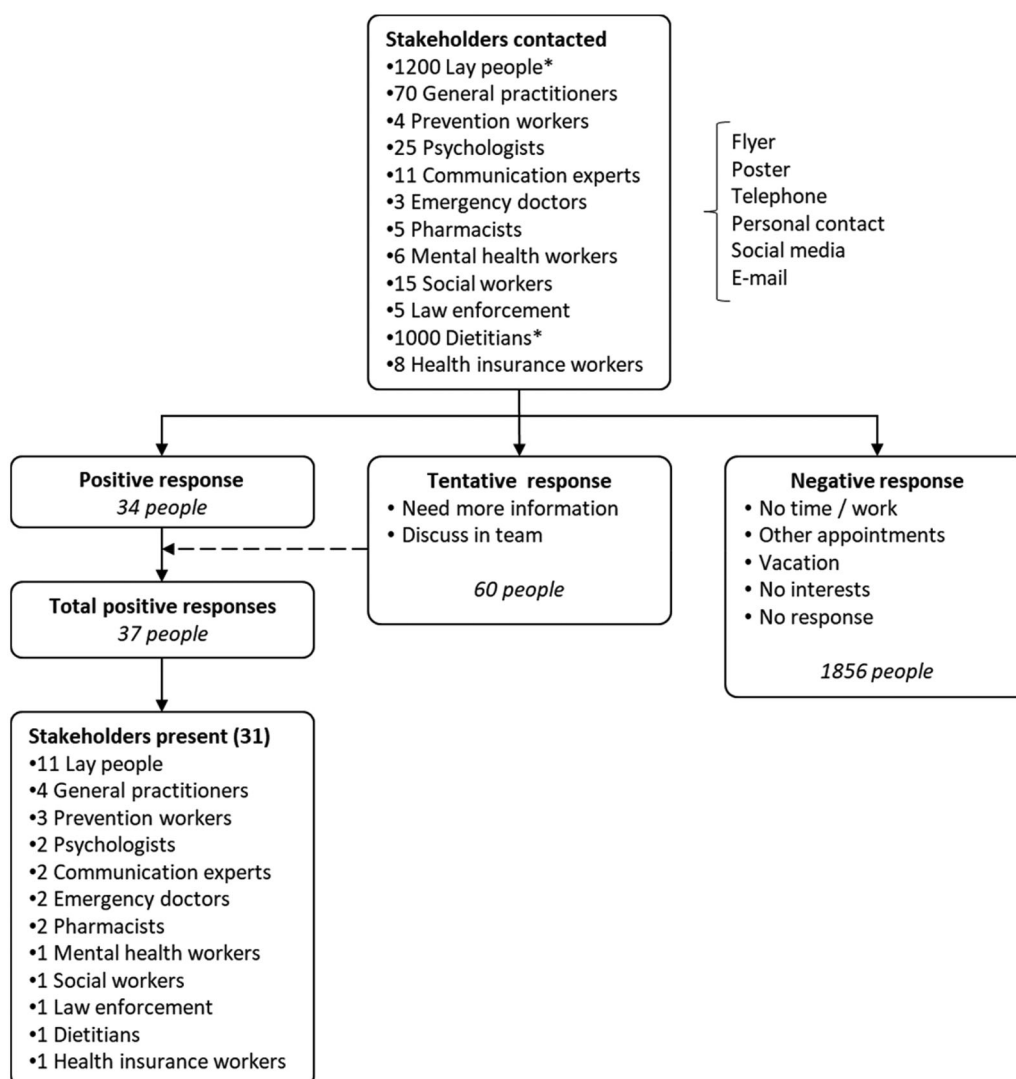 Stakeholders contacted
•1200 Lay people*
•70 General practitioners
•4 Prevention workers
•25 Psychologists
•11 Communication experts
•3 Emergency doctors
•5 Pharmacists
•6 Mental health workers
•15 Social workers
•5 Law enforcement
•1000 Dietitians*
•8 Health insurance workers
Flyer
Poster
Telephone
Personal contact
Social media
E-mail
Positive response
34 people
Tentative response
• Need more information
• Discuss in team
60 people
Negative response
• No time / work
• Other appointments
• Vacation
• No interests
• No response
1856 people
Total positive responses
37 people
Stakeholders present (31)
•11 Lay people
•4 General practitioners
•3 Prevention workers
•2 Psychologists
•2 Communication experts
•2 Emergency doctors
•2 Pharmacists
•1 Mental health workers
•1 Social workers
•1 Law enforcement
•1 Dietitians
•1 Health insurance workers